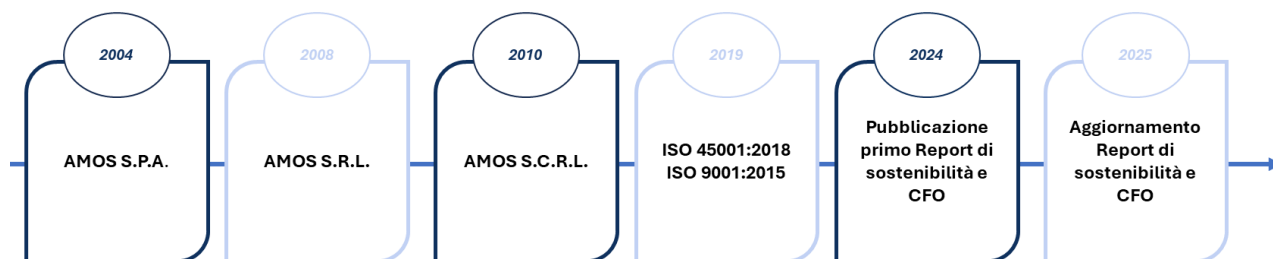 2004
AMOS S.P.A.
2008
AMOS S.R.L.
2010
AMOS S.C.R.L.
2019
ISO 45001:2018
ISO 9001:2015
2024
Pubblicazione
primo Report di
sostenibilità e
CFO
2025
Aggiornamento
Report di
sostenibilità e
CFO